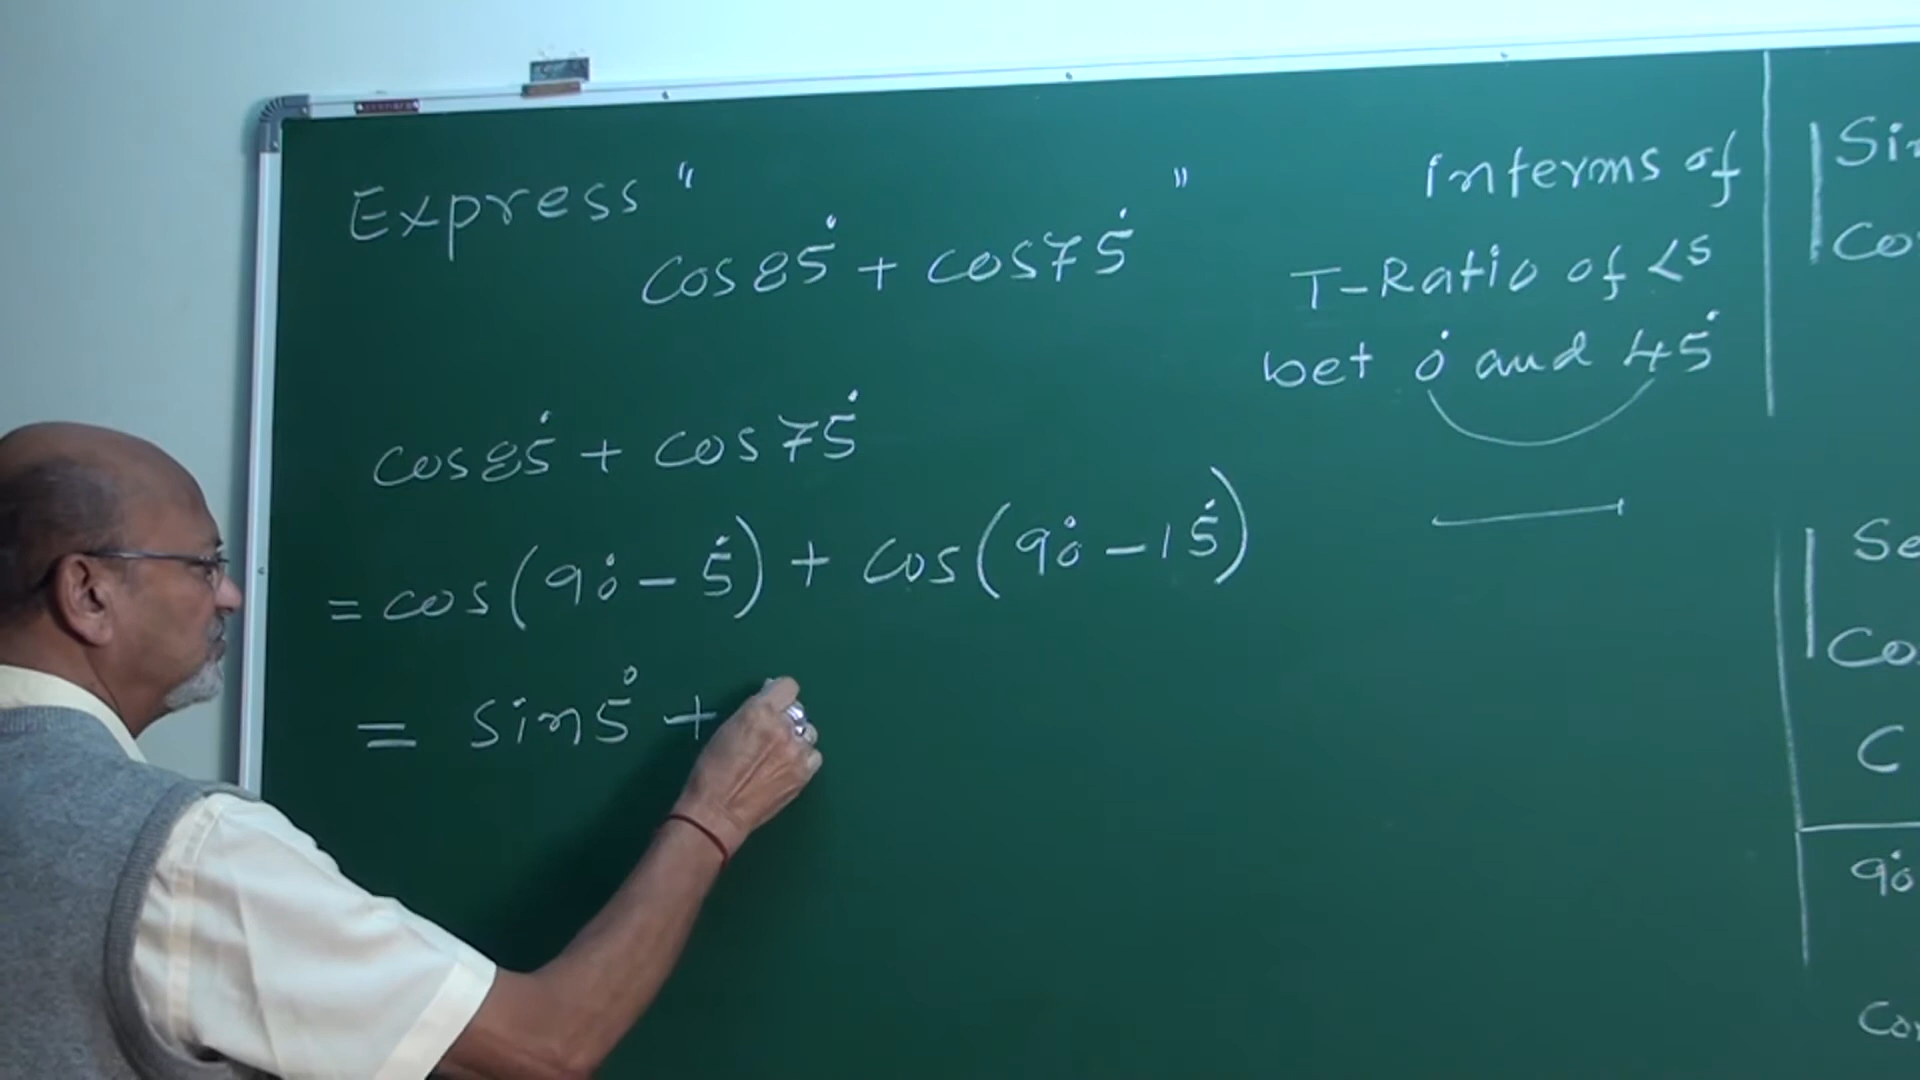 Express " "
cos85° + cos75°
interms of
T-Ratio of <s
bet 0° and 45°
cos85° + cos75°
= cos(90° - 5°) + cos(90° - 15°)
= sin5° +
C
90°